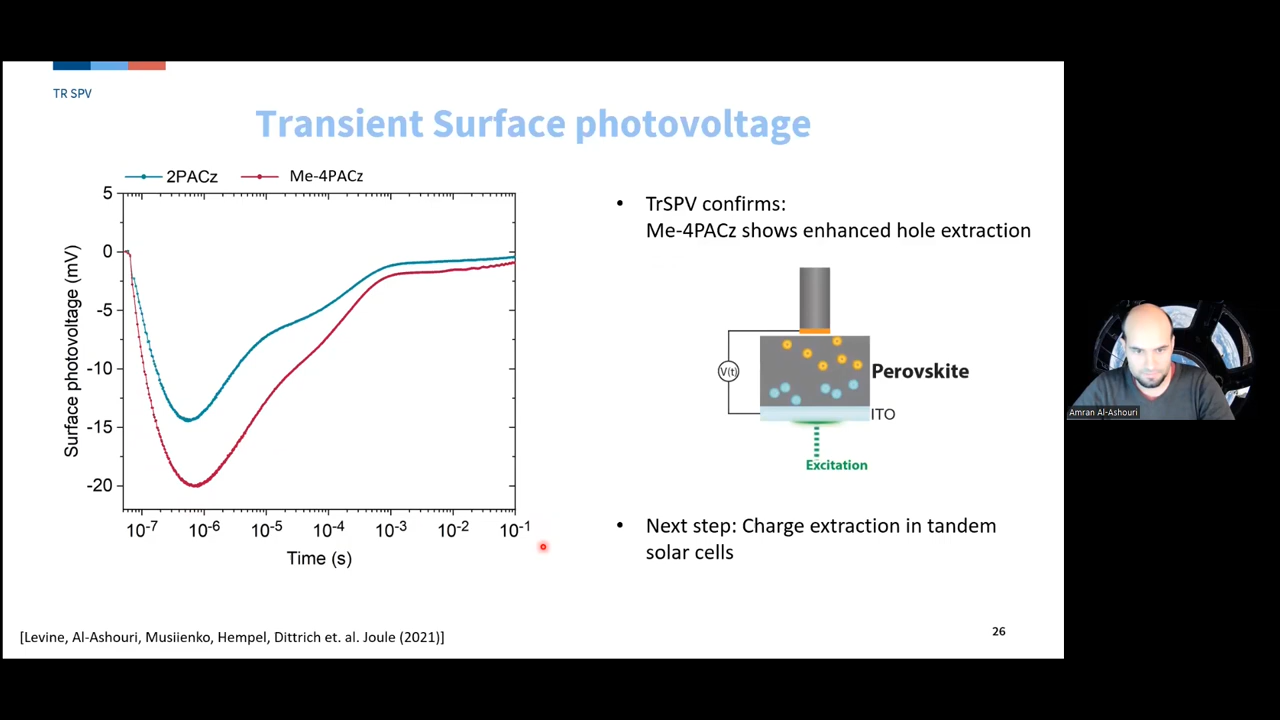 TR SPV
Transient Surface photovoltage
2PACz
Me-4PACz
5
0
-5
-10
-15
-20
Surface photovoltage (mV)
10-7
10-6
10-5
10-4
10-3
10-2
10-1
Time (s)
• TrSPV confirms:
Me-4PACz shows enhanced hole extraction
V(t)
Perovskite
ITO
Excitation
• Next step: Charge extraction in tandem
solar cells
[Levine, Al-Ashouri, Musiienko, Hempel, Dittrich et. al. Joule (2021)]
26
Amran Al-Ashouri